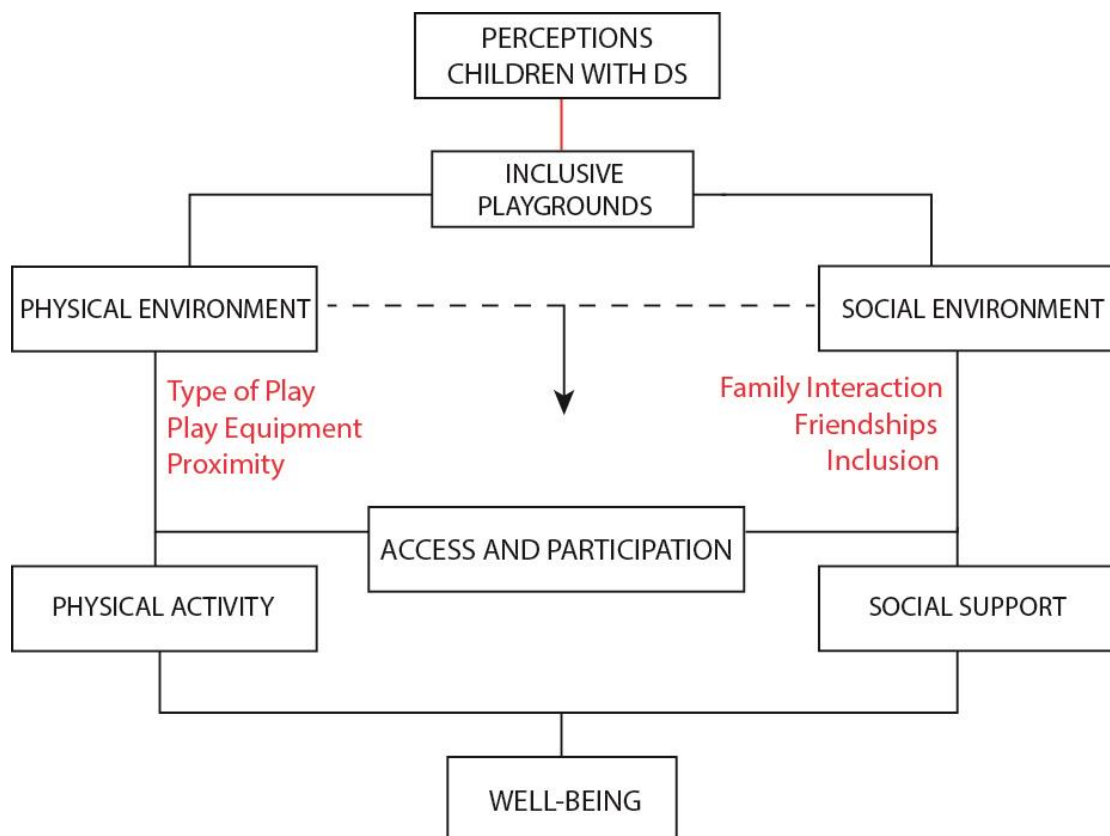 PERCEPTIONS
CHILDREN WITH DS
INCLUSIVE
PLAYGROUNDS
PHYSICAL ENVIRONMENT
SOCIAL ENVIRONMENT
Type of Play
Play Equipment
Proximity
Family Interaction
Friendships
Inclusion
ACCESS AND PARTICIPATION
PHYSICAL ACTIVITY
SOCIAL SUPPORT
WELL-BEING